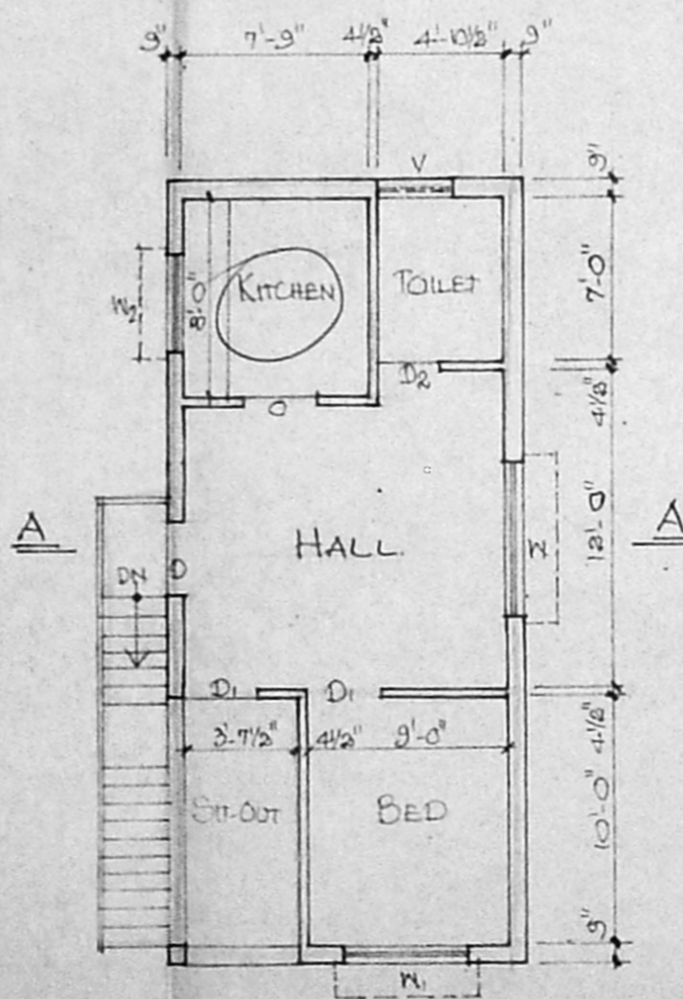 9" 7'-9" 4½" 4'-10½" 9"
V
9"
KITCHEN
TOILET
7'-0"
W2
8'-0"
D2
O
4½"
HALL
12'-0"
A
A
W
DN
D
D1
D1
4½"
3'-7½" 4½" 9'-0"
10'-0"
SIT-OUT
BED
9"
W1